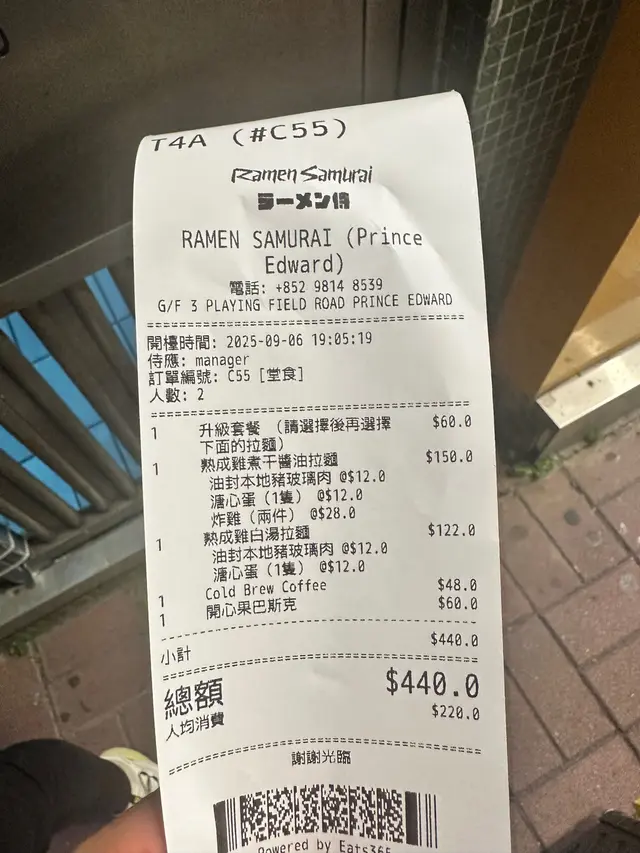 T4A (#C55)
Ramen Samurai
ラーメン侍
RAMEN SAMURAI (Prince
Edward)
電話: +852 9814 8539
G/F 3 PLAYING FIELD ROAD PRINCE EDWARD
開檯時間: 2025-09-06 19:05:19
侍應: manager
訂單編號: C55 [堂食]
人數: 2
1 升級套餐 (請選擇後再選擇 $60.0
下面的拉麵)
1 熟成雞煮干醬油拉麵 $150.0
油封本地豬玻璃肉 @$12.0
溏心蛋 (1隻) @$12.0
炸雞 (兩件) @$28.0
1 熟成雞白湯拉麵 $122.0
油封本地豬玻璃肉 @$12.0
溏心蛋 (1隻) @$12.0
1 Cold Brew Coffee $48.0
1 開心果巴斯克 $60.0
小計 $440.0
總額 $440.0
人均消費 $220.0
謝謝光臨
Powered by Eats365